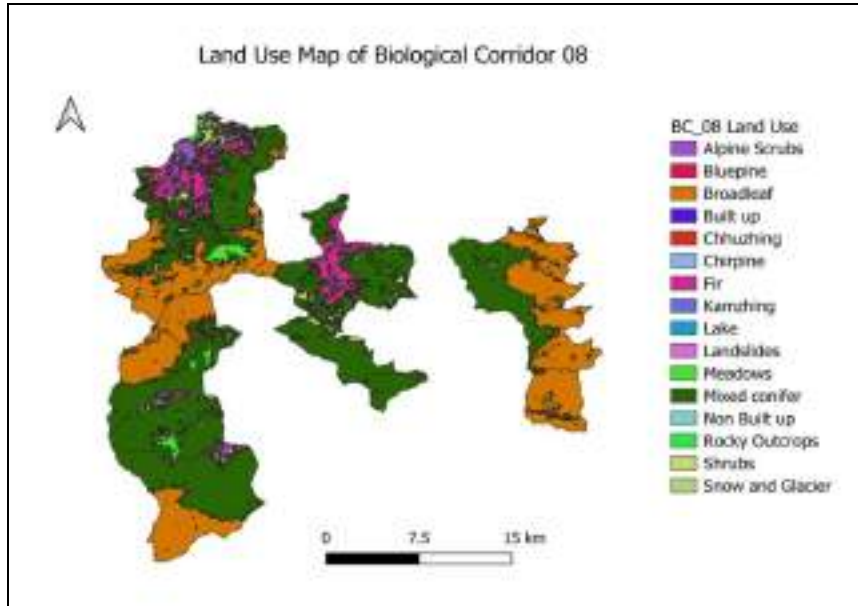 Land Use Map of Biological Corridor 08
BC_08 Land Use
Alpine Scrubs
Bluepine
Broadleaf
Built up
Chhuzhing
Chirpine
Fir
Kamzhing
Lake
Landslides
Meadows
Mixed conifer
Non Built up
Rocky Outcrops
Shrubs
Snow and Glacier
0 7.5 15 km